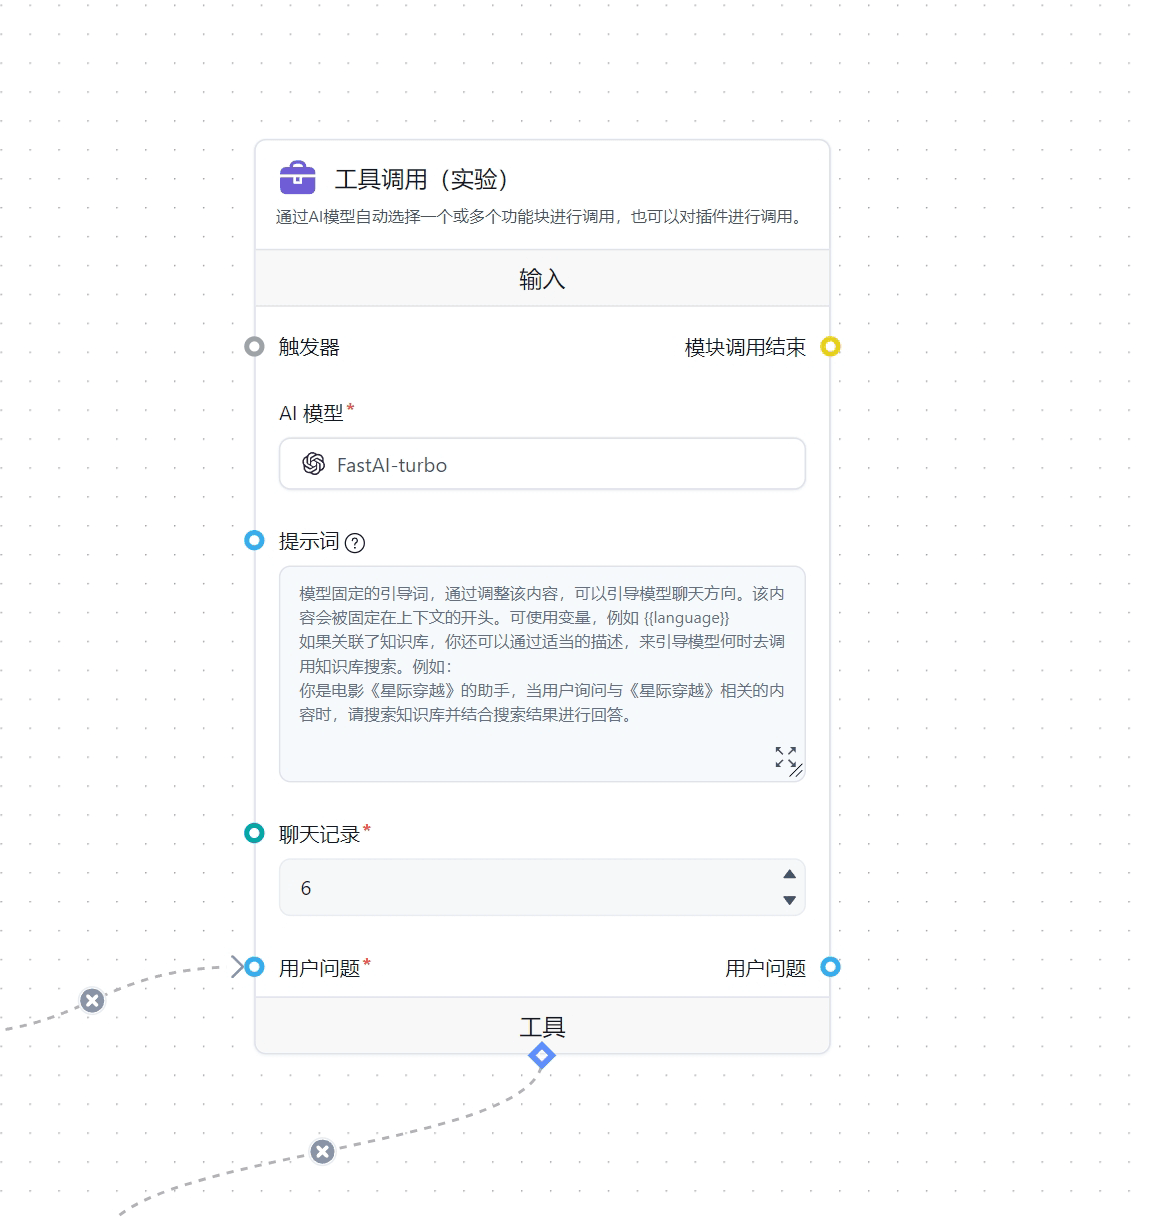 工具调用（实验）
通过AI模型自动选择一个或多个功能块进行调用，也可以对插件进行调用。
输入
触发器
模块调用结束
AI 模型*
FastAI-turbo
提示词
模型固定的引导词，通过调整该内容，可以引导模型聊天方向。该内
容会被固定在上下文的开头。可使用变量，例如 {{language}}
如果关联了知识库，你还可以通过适当的描述，来引导模型何时去调
用知识库搜索。例如：
你是电影《星际穿越》的助手，当用户询问与《星际穿越》相关的内
容时，请搜索知识库并结合搜索结果进行回答。
聊天记录*
6
用户问题*
用户问题
工具